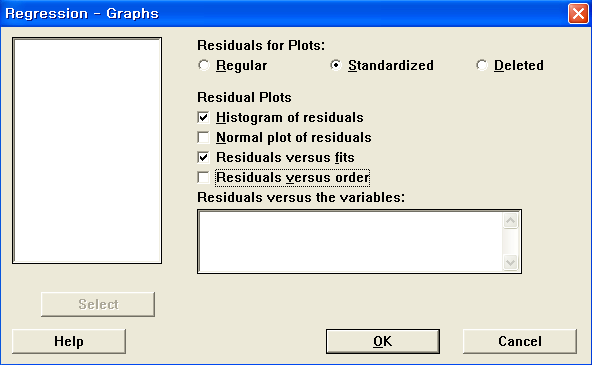 Regression - Graphs
Residuals for Plots:
Regular Standardized Deleted
Residual Plots
Histogram of residuals
Normal plot of residuals
Residuals versus fits
Residuals versus order
Residuals versus the variables:
Select
Help OK Cancel